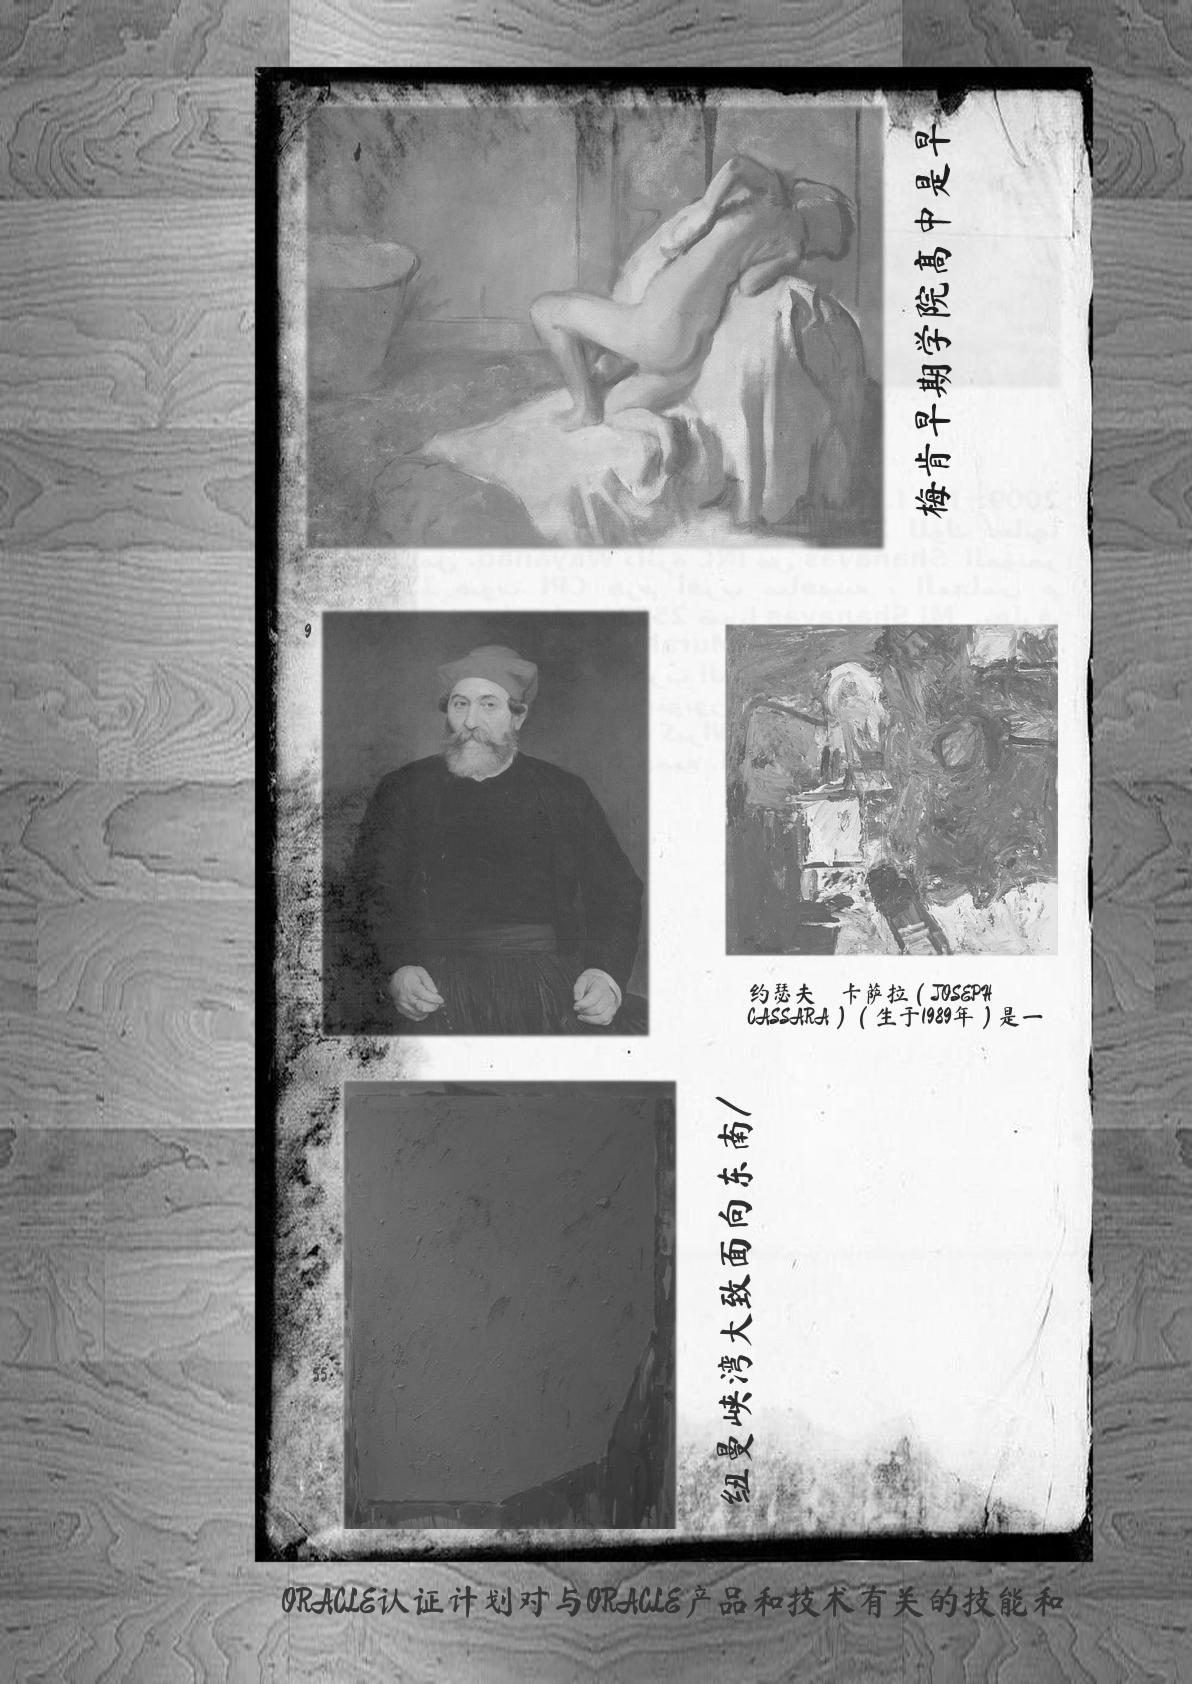 梅肯早期学院高中是早
9
约瑟夫 卡萨拉(JOSEPH
CASSARA)(生于1989年)是一
纽曼峡湾大致面向东南/
55
ORACLE认证计划对与ORACLE产品和技术有关的技能和